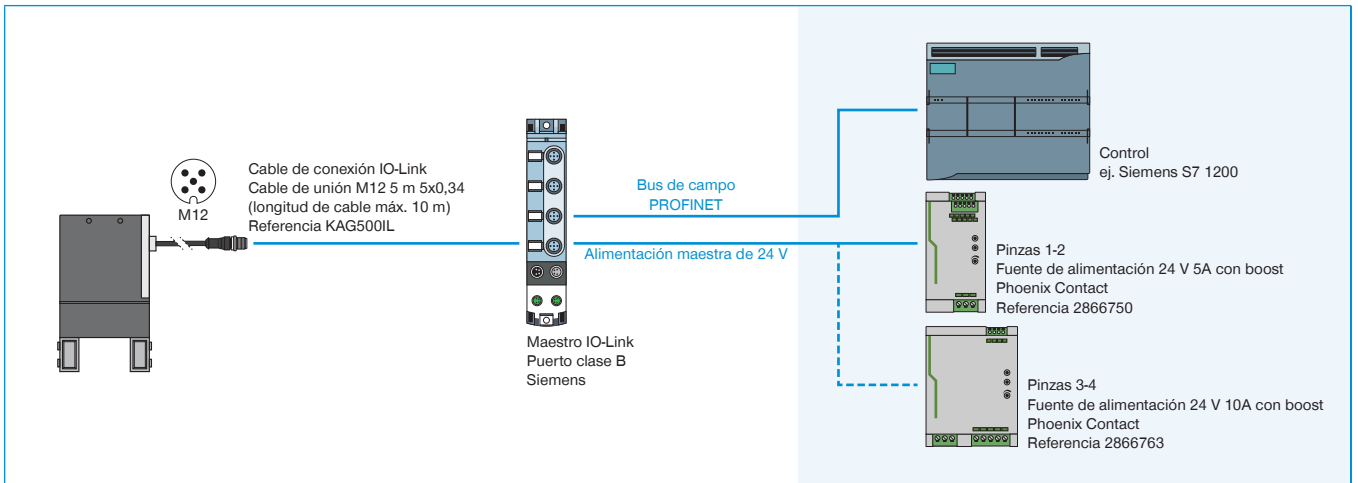 M12
Cable de conexión IO-Link
Cable de unión M12 5 m 5x0,34
(longitud de cable máx. 10 m)
Referencia KAG500IL
Maestro IO-Link
Puerto clase B
Siemens
Bus de campo
PROFINET
Alimentación maestra de 24 V
Control
ej. Siemens S7 1200
Pinzas 1-2
Fuente de alimentación 24 V 5A con boost
Phoenix Contact
Referencia 2866750
Pinzas 3-4
Fuente de alimentación 24 V 10A con boost
Phoenix Contact
Referencia 2866763